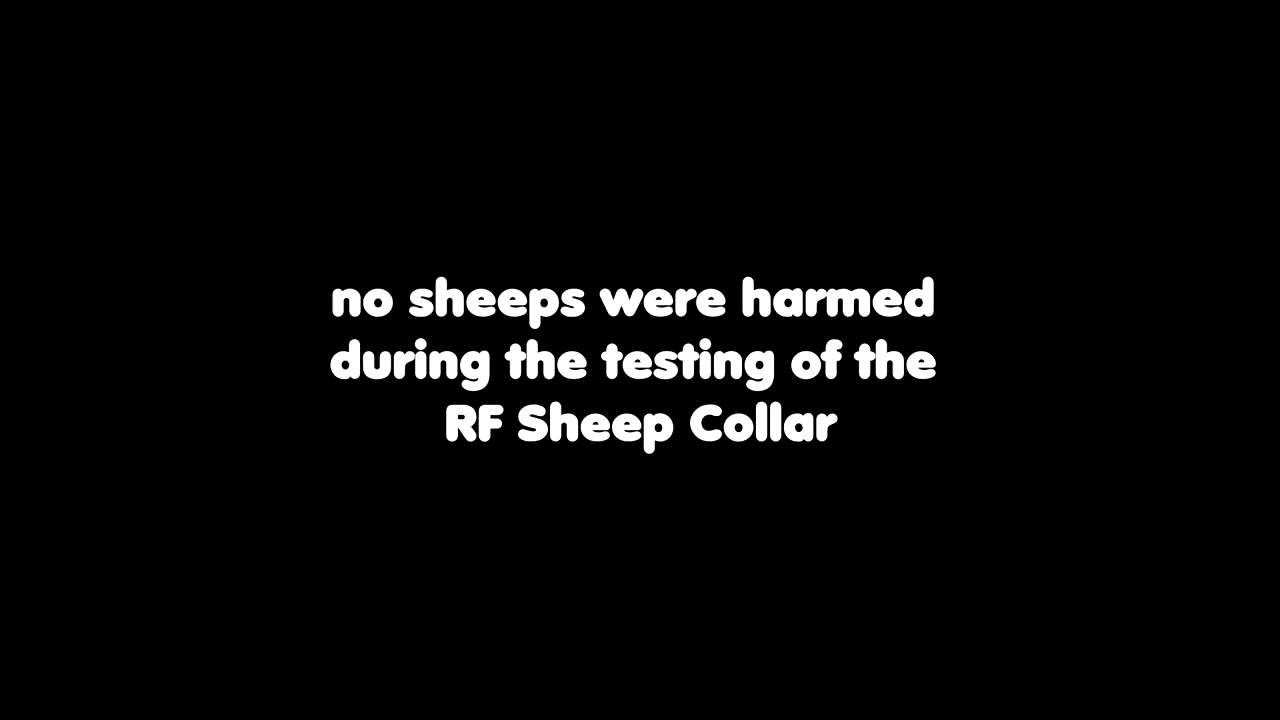 no sheeps were harmed
during the testing of the
RF Sheep Collar